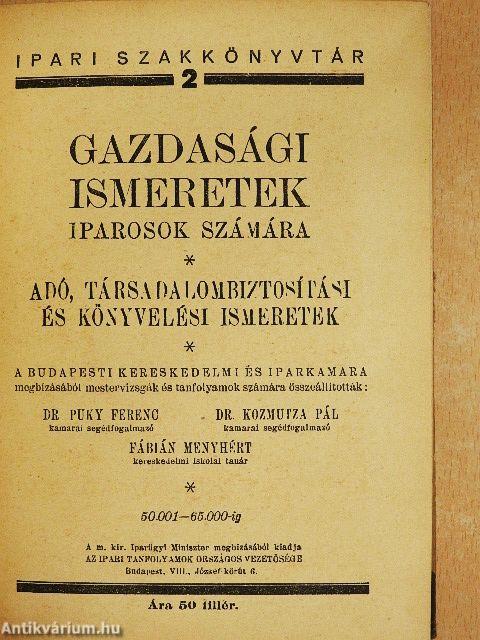 IPARI SZAKKÖNYVTÁR
2
GAZDASÁGI
ISMERETEK
IPAROSOK SZÁMÁRA
*
ADÓ, TÁRSADALOMBIZTOSÍTÁSI
ÉS KÖNYVELÉSI ISMERETEK
*
A BUDAPESTI KERESKEDELMI ÉS IPARKAMARA
megbízásából mestervizsgák és tanfolyamok számára összeállították:
DR. PUKY FERENC DR. KOZMUTZA PÁL
kamarai segédfogalmazó kamarai segédfogalmazó
FÁBIÁN MENYHÉRT
kereskedelmi iskolai tanár
*
50.001—65.000-ig
A m. kir. Iparügyi Miniszter megbízásából kiadja
AZ IPARI TANFOLYAMOK ORSZÁGOS VEZETŐSÉGE
Budapest, VIII., József-körút 6.
Ára 50 fillér.
Antikvárium.hu